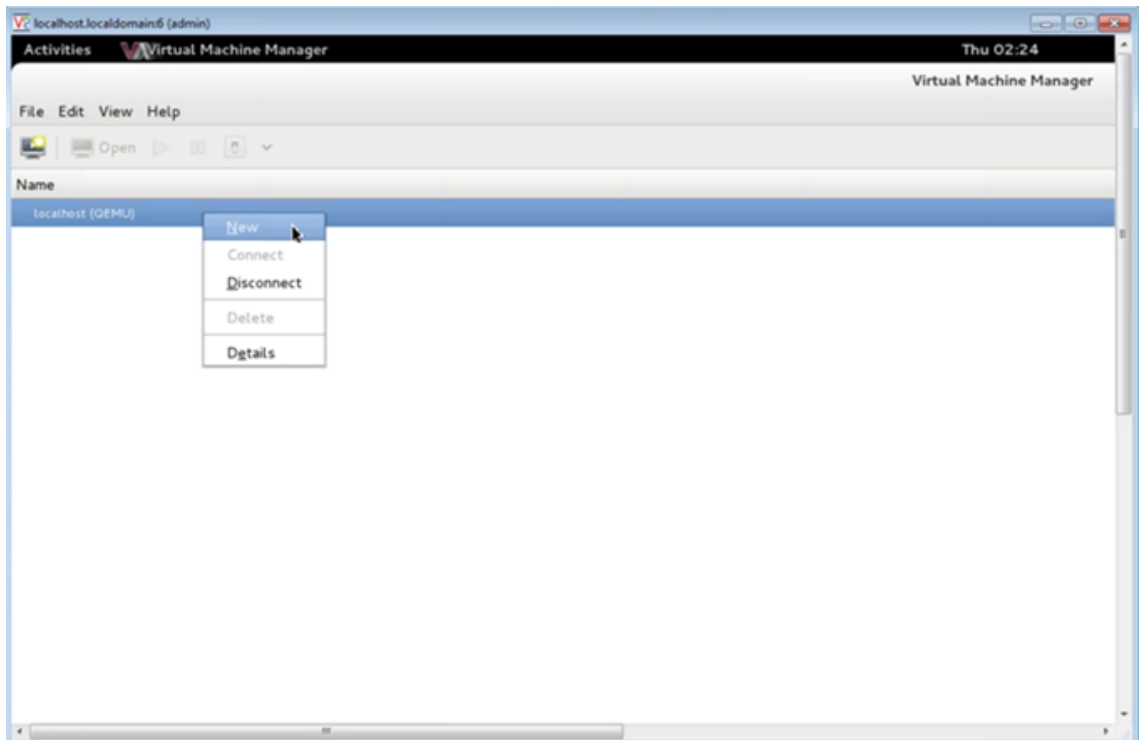 localhost.localdomain:6 (admin)
Activities Virtual Machine Manager Thu 02:24
Virtual Machine Manager
File Edit View Help
Open
Name
localhost (QEMU)
New
Connect
Disconnect
Delete
Details